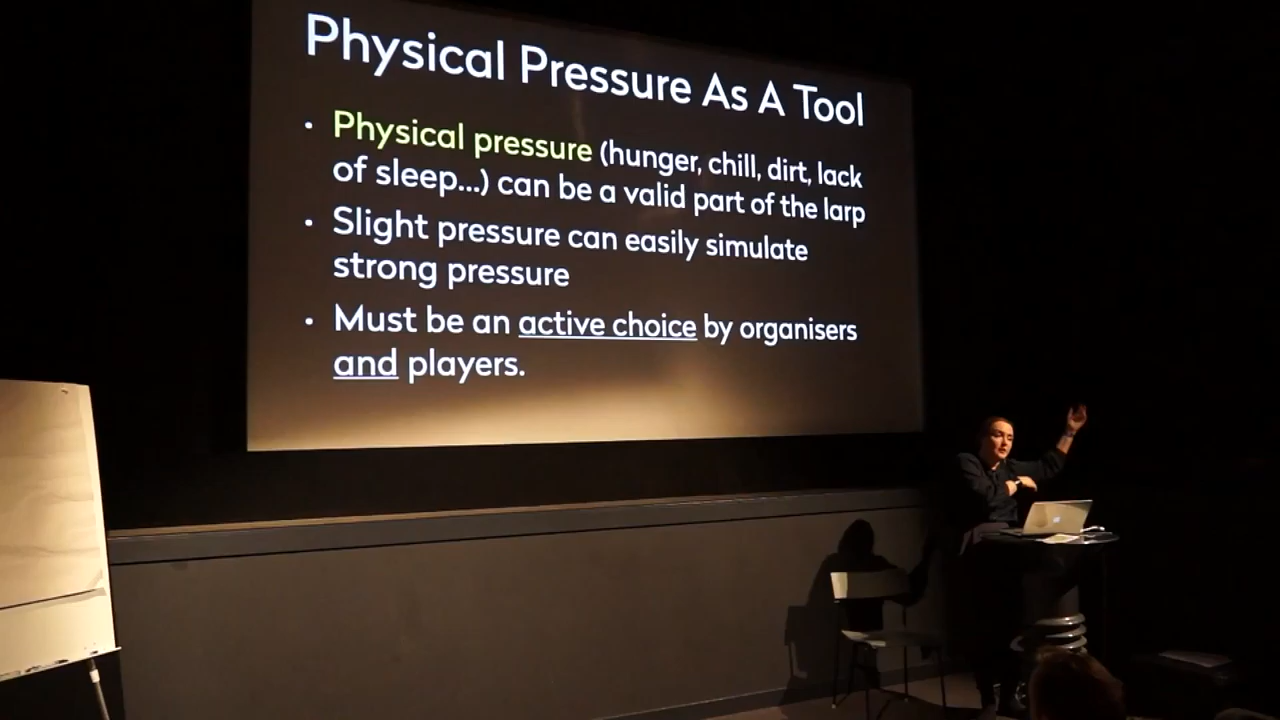 Physical Pressure As A Tool
• Physical pressure (hunger, chill, dirt, lack
of sleep...) can be a valid part of the larp
• Slight pressure can easily simulate
strong pressure
• Must be an active choice by organisers
and players.